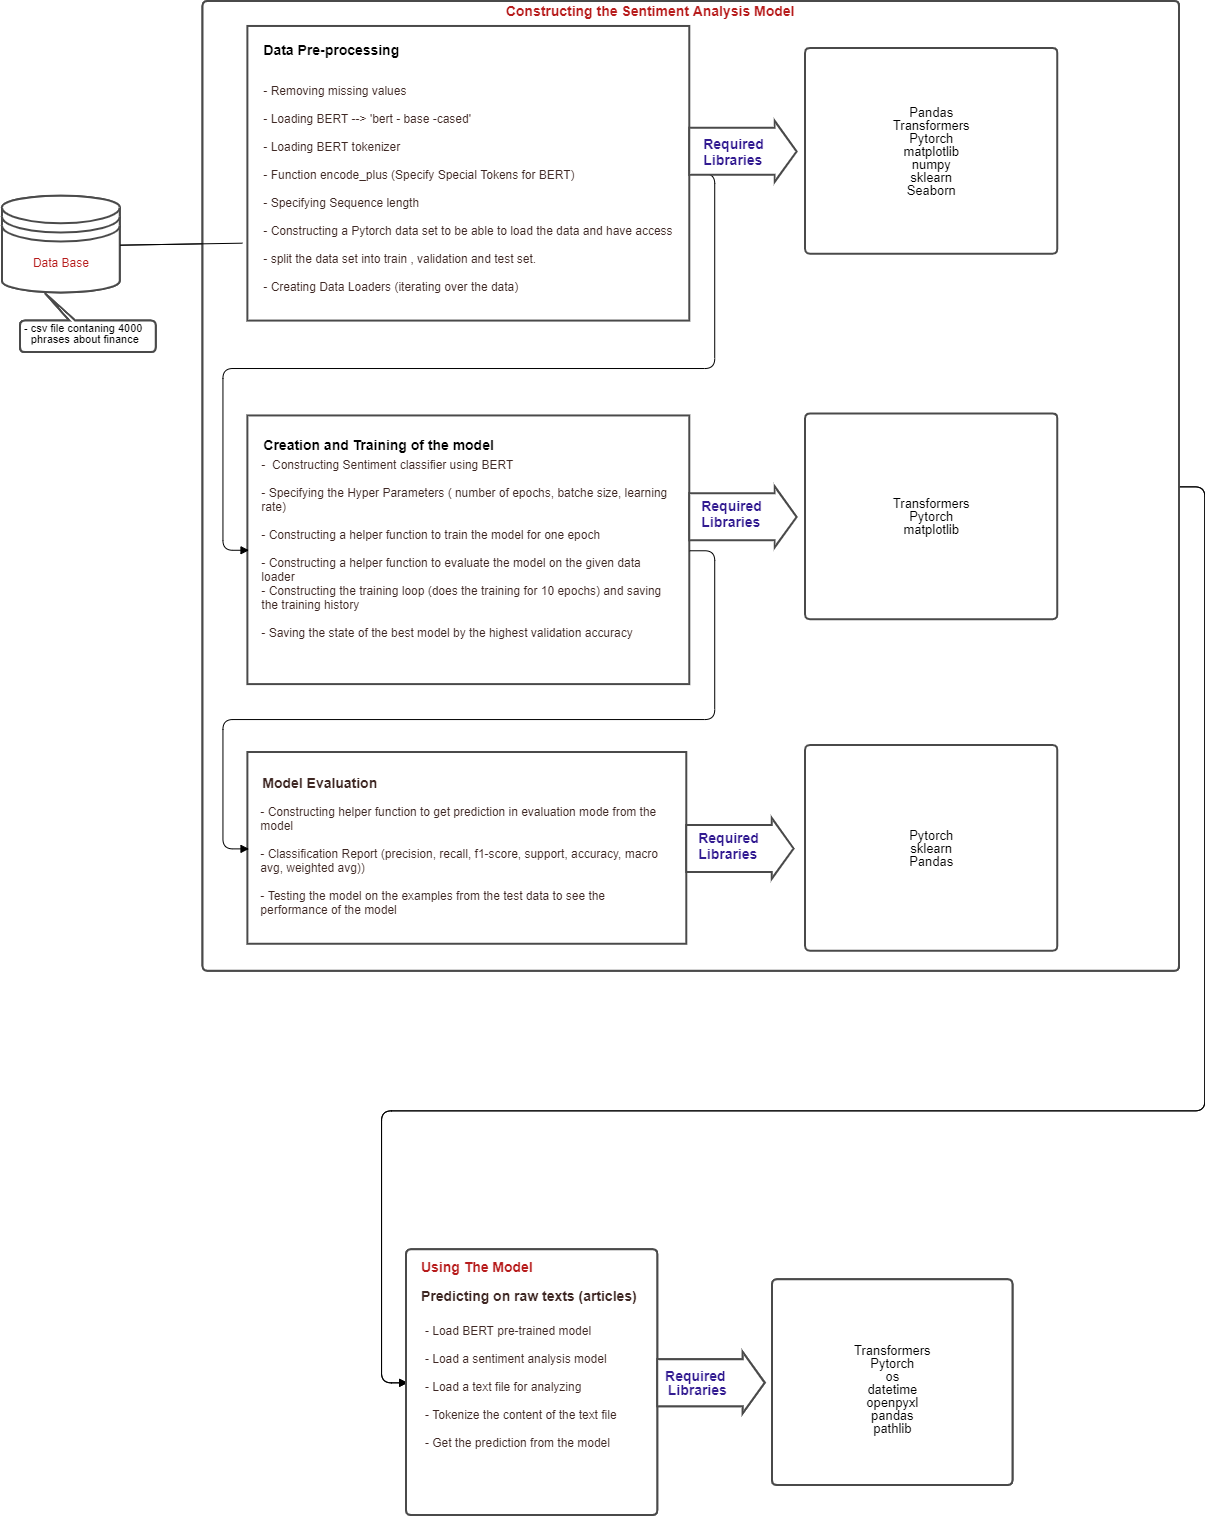 Constructing the Sentiment Analysis Model
Data Pre-processing
- Removing missing values
- Loading BERT --> 'bert - base -cased'
- Loading BERT tokenizer
- Function encode_plus (Specify Special Tokens for BERT)
- Specifying Sequence length
- Constructing a Pytorch data set to be able to load the data and have access
- split the data set into train , validation and test set.
- Creating Data Loaders (iterating over the data)
Required
Libraries
Pandas
Transformers
Pytorch
matplotlib
numpy
sklearn
Seaborn
Data Base
- csv file contaning 4000
phrases about finance
Creation and Training of the model
- Constructing Sentiment classifier using BERT
- Specifying the Hyper Parameters ( number of epochs, batche size, learning
rate)
- Constructing a helper function to train the model for one epoch
- Constructing a helper function to evaluate the model on the given data
loader
- Constructing the training loop (does the training for 10 epochs) and saving
the training history
- Saving the state of the best model by the highest validation accuracy
Required
Libraries
Transformers
Pytorch
matplotlib
Model Evaluation
- Constructing helper function to get prediction in evaluation mode from the
model
- Classification Report (precision, recall, f1-score, support, accuracy, macro
avg, weighted avg))
- Testing the model on the examples from the test data to see the
performance of the model
Required
Libraries
Pytorch
sklearn
Pandas
Using The Model
Predicting on raw texts (articles)
- Load BERT pre-trained model
- Load a sentiment analysis model
- Load a text file for analyzing
- Tokenize the content of the text file
- Get the prediction from the model
Required
Libraries
Transformers
Pytorch
os
datetime
openpyxl
pandas
pathlib